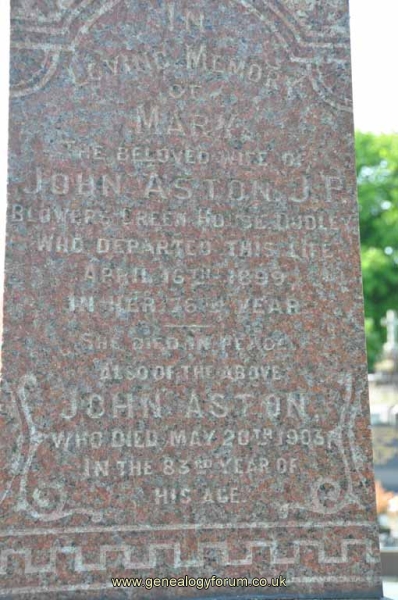 IN
LOVING MEMORY
OF
MARY,
THE BELOVED WIFE OF
JOHN ASTON, J.P.
BLOWERS GREEN HOUSE, DUDLEY
WHO DEPARTED THIS LIFE
APRIL 16TH 1899,
IN HER 76TH YEAR
SHE DIED IN PEACE.
ALSO OF THE ABOVE
JOHN ASTON,
WHO DIED MAY 20TH 1903,
IN THE 83RD YEAR OF
HIS AGE.
www.genealogyforum.co.uk